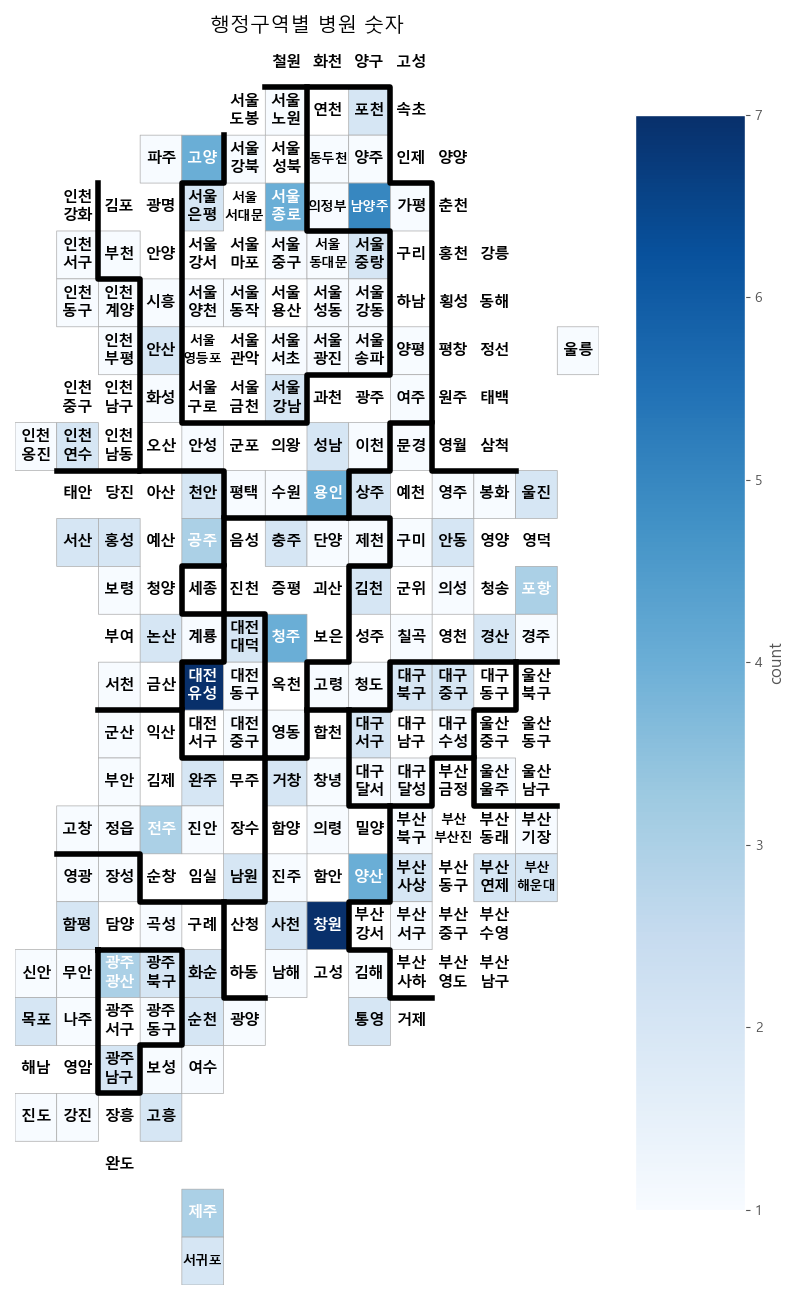 행정구역별 병원 숫자
철원 화천 양구 고성
서울 도봉 서울 노원 연천 포천 속초
파주 고양 서울 강북 서울 성북 동두천 양주 인제 양양
인천 강화 김포 광명 서울 은평 서울 서대문 서울 종로 의정부 남양주 가평 춘천
인천 서구 부천 안양 서울 강서 서울 마포 서울 중구 서울 동대문 서울 중랑 구리 홍천 강릉
인천 동구 인천 계양 시흥 서울 양천 서울 동작 서울 용산 서울 성동 서울 강동 하남 횡성 동해
인천 부평 안산 서울 영등포 서울 관악 서울 서초 서울 광진 서울 송파 양평 평창 정선 울릉
인천 중구 인천 남구 화성 서울 구로 서울 금천 서울 강남 과천 광주 여주 원주 태백
인천 옹진 인천 연수 인천 남동 오산 안성 군포 의왕 성남 이천 문경 영월 삼척
태안 당진 아산 천안 평택 수원 용인 상주 예천 영주 봉화 울진
서산 홍성 예산 공주 음성 충주 단양 제천 구미 안동 영양 영덕
보령 청양 세종 진천 증평 괴산 김천 군위 의성 청송 포항
부여 논산 계룡 대전 대덕 청주 보은 성주 칠곡 영천 경산 경주
서천 금산 대전 유성 대전 동구 옥천 고령 청도 대구 북구 대구 중구 대구 동구 울산 북구
군산 익산 대전 서구 대전 중구 영동 합천 대구 서구 대구 남구 대구 수성 울산 중구 울산 동구
부안 김제 완주 무주 거창 창녕 대구 달서 대구 달성 부산 금정 울산 울주 울산 남구
고창 정읍 전주 진안 장수 함양 의령 밀양 부산 북구 부산 부산진 부산 동래 부산 기장
영광 장성 순창 임실 남원 진주 함안 양산 부산 사상 부산 동구 부산 연제 부산 해운대
함평 담양 곡성 구례 산청 사천 창원 부산 강서 부산 서구 부산 중구 부산 수영
신안 무안 광주 광산 광주 북구 화순 하동 남해 고성 김해 부산 사하 부산 영도 부산 남구
목포 나주 광주 서구 광주 동구 순천 광양 통영 거제
해남 영암 광주 남구 보성 여수
진도 강진 장흥 고흥
완도
제주
서귀포
7
6
5
4
3
2
1
count